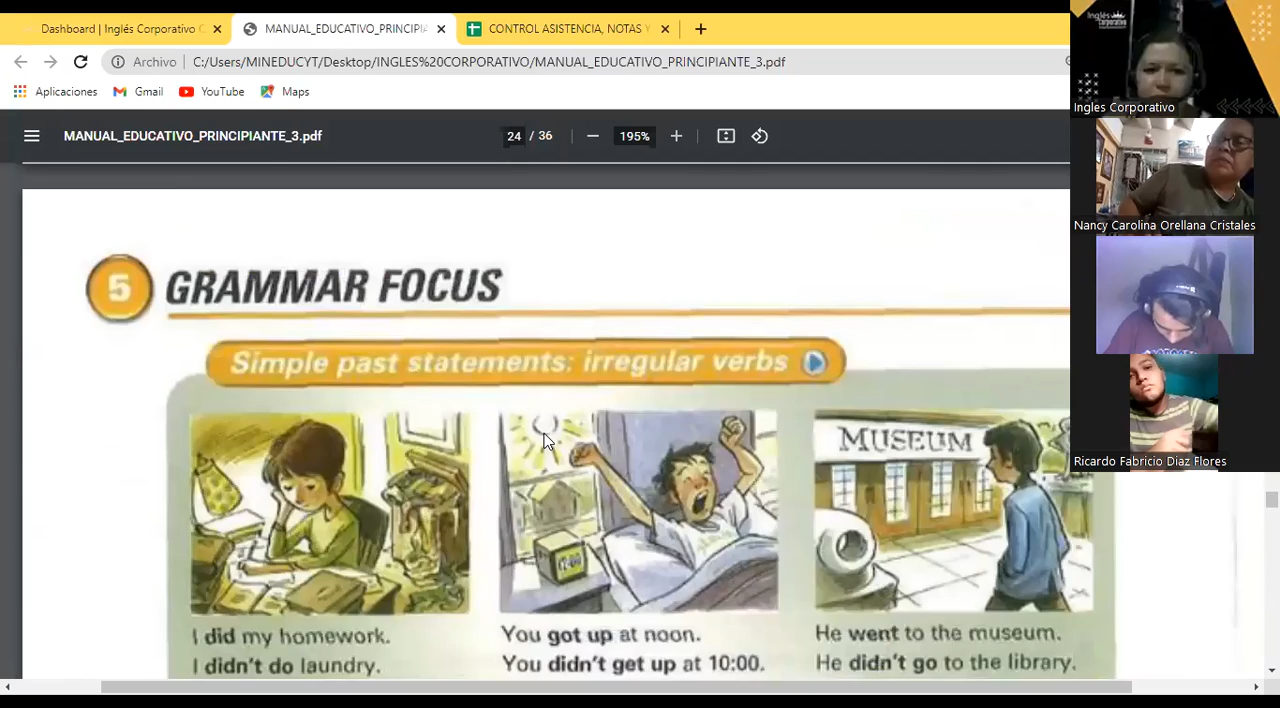 Dashboard | Inglés Corporativo
MANUAL_EDUCATIVO_PRINCIPIA
CONTROL ASISTENCIA, NOTAS Y
Archivo
C:/Users/MINEDUCYT/Desktop/INGLES%20CORPORATIVO/MANUAL_EDUCATIVO_PRINCIPIANTE_3.pdf
Aplicaciones
Gmail
YouTube
Maps
MANUAL_EDUCATIVO_PRINCIPIANTE_3.pdf
24 / 36
195%
5 GRAMMAR FOCUS
Simple past statements: irregular verbs
MUSEUM
I did my homework.
I didn't do laundry.
You got up at noon.
You didn't get up at 10:00.
He went to the museum.
He didn't go to the library.
Inglés
Corporativo
Ingles Corporativo
Nancy Carolina Orellana Cristales
Ricardo Fabricio Diaz Flores